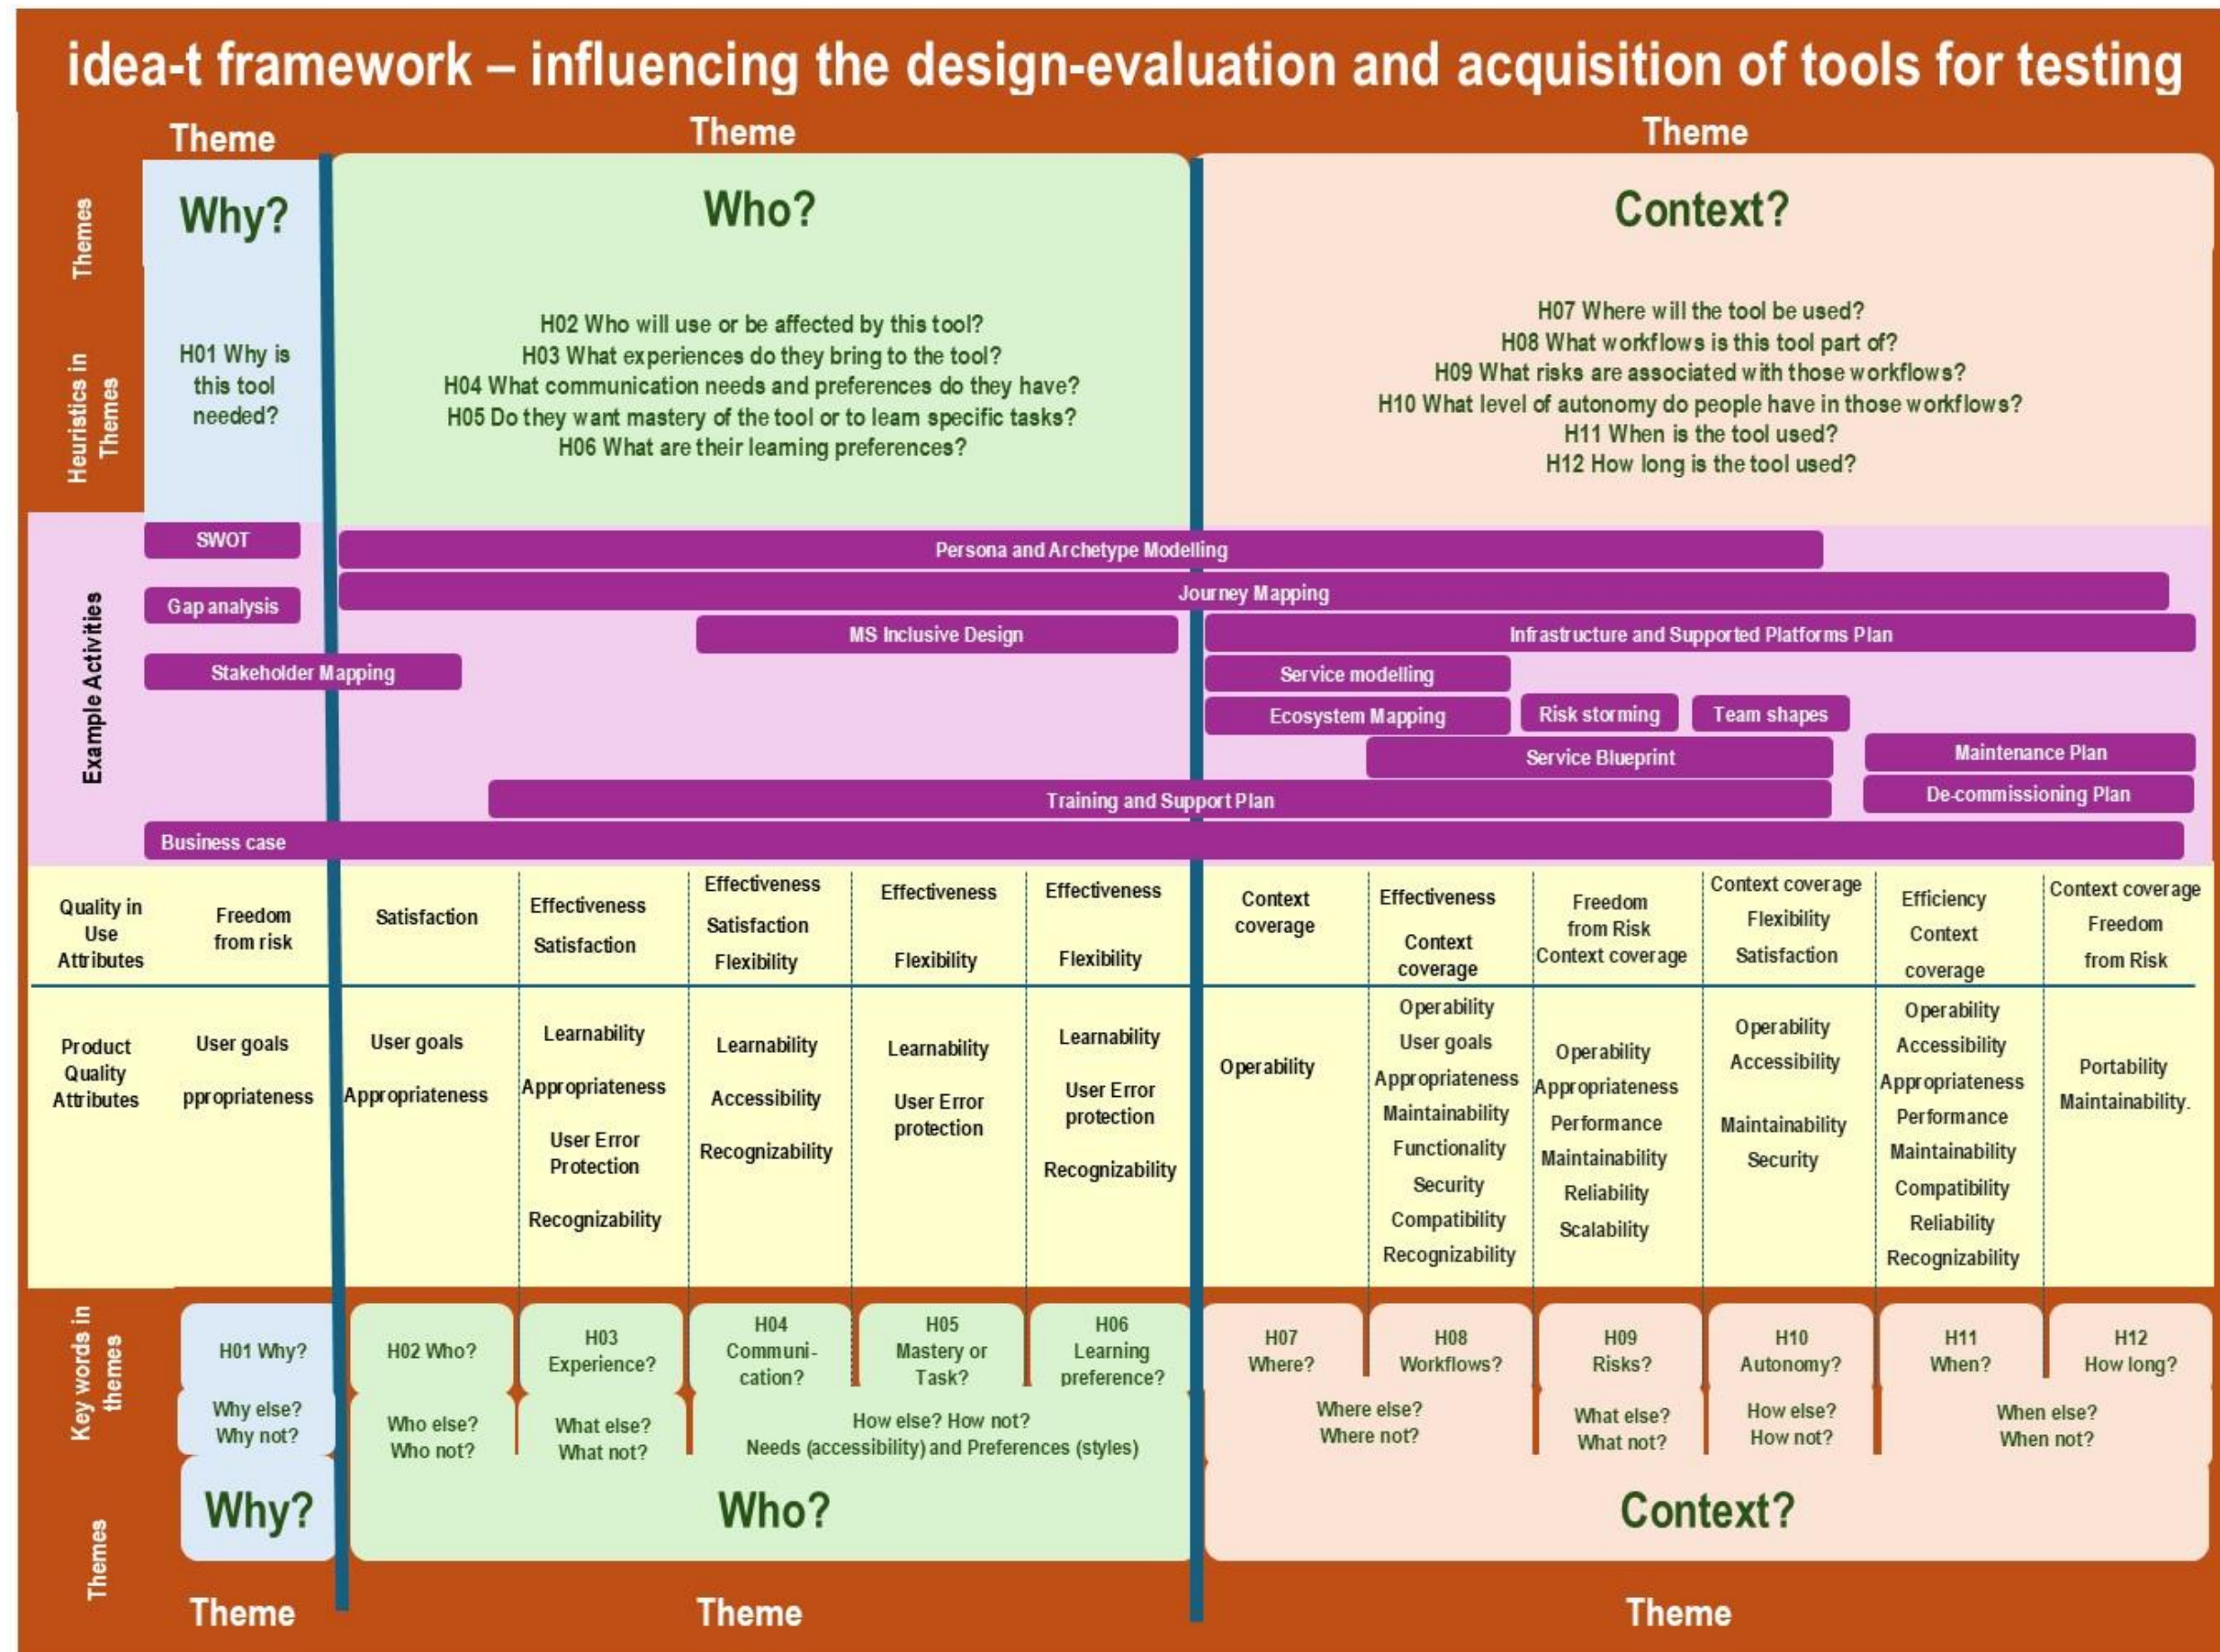 idea-t framework – influencing the design-evaluation and acquisition of tools for testing
Theme
Theme
Theme
Themes
Why?
Who?
Context?
Heuristics in
Themes
H01 Why is
this tool
needed?
H02 Who will use or be affected by this tool?
H03 What experiences do they bring to the tool?
H04 What communication needs and preferences do they have?
H05 Do they want mastery of the tool or to learn specific tasks?
H06 What are their learning preferences?
H07 Where will the tool be used?
H08 What workflows is this tool part of?
H09 What risks are associated with those workflows?
H10 What level of autonomy do people have in those workflows?
H11 When is the tool used?
H12 How long is the tool used?
Example Activities
SWOT
Persona and Archetype Modelling
Journey Mapping
Gap analysis
MS Inclusive Design
Infrastructure and Supported Platforms Plan
Stakeholder Mapping
Service modelling
Ecosystem Mapping
Risk storming
Team shapes
Service Blueprint
Maintenance Plan
Training and Support Plan
De-commissioning Plan
Business case
Quality in
Use
Attributes
Freedom
from risk
Satisfaction
Effectiveness
Satisfaction
Effectiveness
Satisfaction
Flexibility
Effectiveness
Flexibility
Effectiveness
Flexibility
Context
coverage
Effectiveness
Context
coverage
Freedom
from Risk
Context coverage
Context coverage
Flexibility
Satisfaction
Efficiency
Context
coverage
Context coverage
Freedom
from Risk
Product
Quality
Attributes
User goals
ppropriateness
User goals
Appropriateness
Learnability
Appropriateness
User Error
Protection
Recognizability
Learnability
Accessibility
Recognizability
Learnability
User Error
protection
Learnability
User Error
protection
Recognizability
Operability
Operability
User goals
Appropriateness
Maintainability
Functionality
Security
Compatibility
Recognizability
Operability
Appropriateness
Performance
Maintainability
Reliability
Scalability
Operability
Accessibility
Maintainability
Security
Operability
Accessibility
Appropriateness
Performance
Maintainability
Compatibility
Reliability
Recognizability
Portability
Maintainability.
Key words in
themes
H01 Why?
H02 Who?
H03
Experience?
H04
Communi-
cation?
H05
Mastery or
Task?
H06
Learning
preference?
H07
Where?
H08
Workflows?
H09
Risks?
H10
Autonomy?
H11
When?
H12
How long?
Why else?
Why not?
Who else?
Who not?
What else?
What not?
How else? How not?
Needs (accessibility) and Preferences (styles)
Where else?
Where not?
What else?
What not?
How else?
How not?
When else?
When not?
Themes
Why?
Who?
Context?
Theme
Theme
Theme